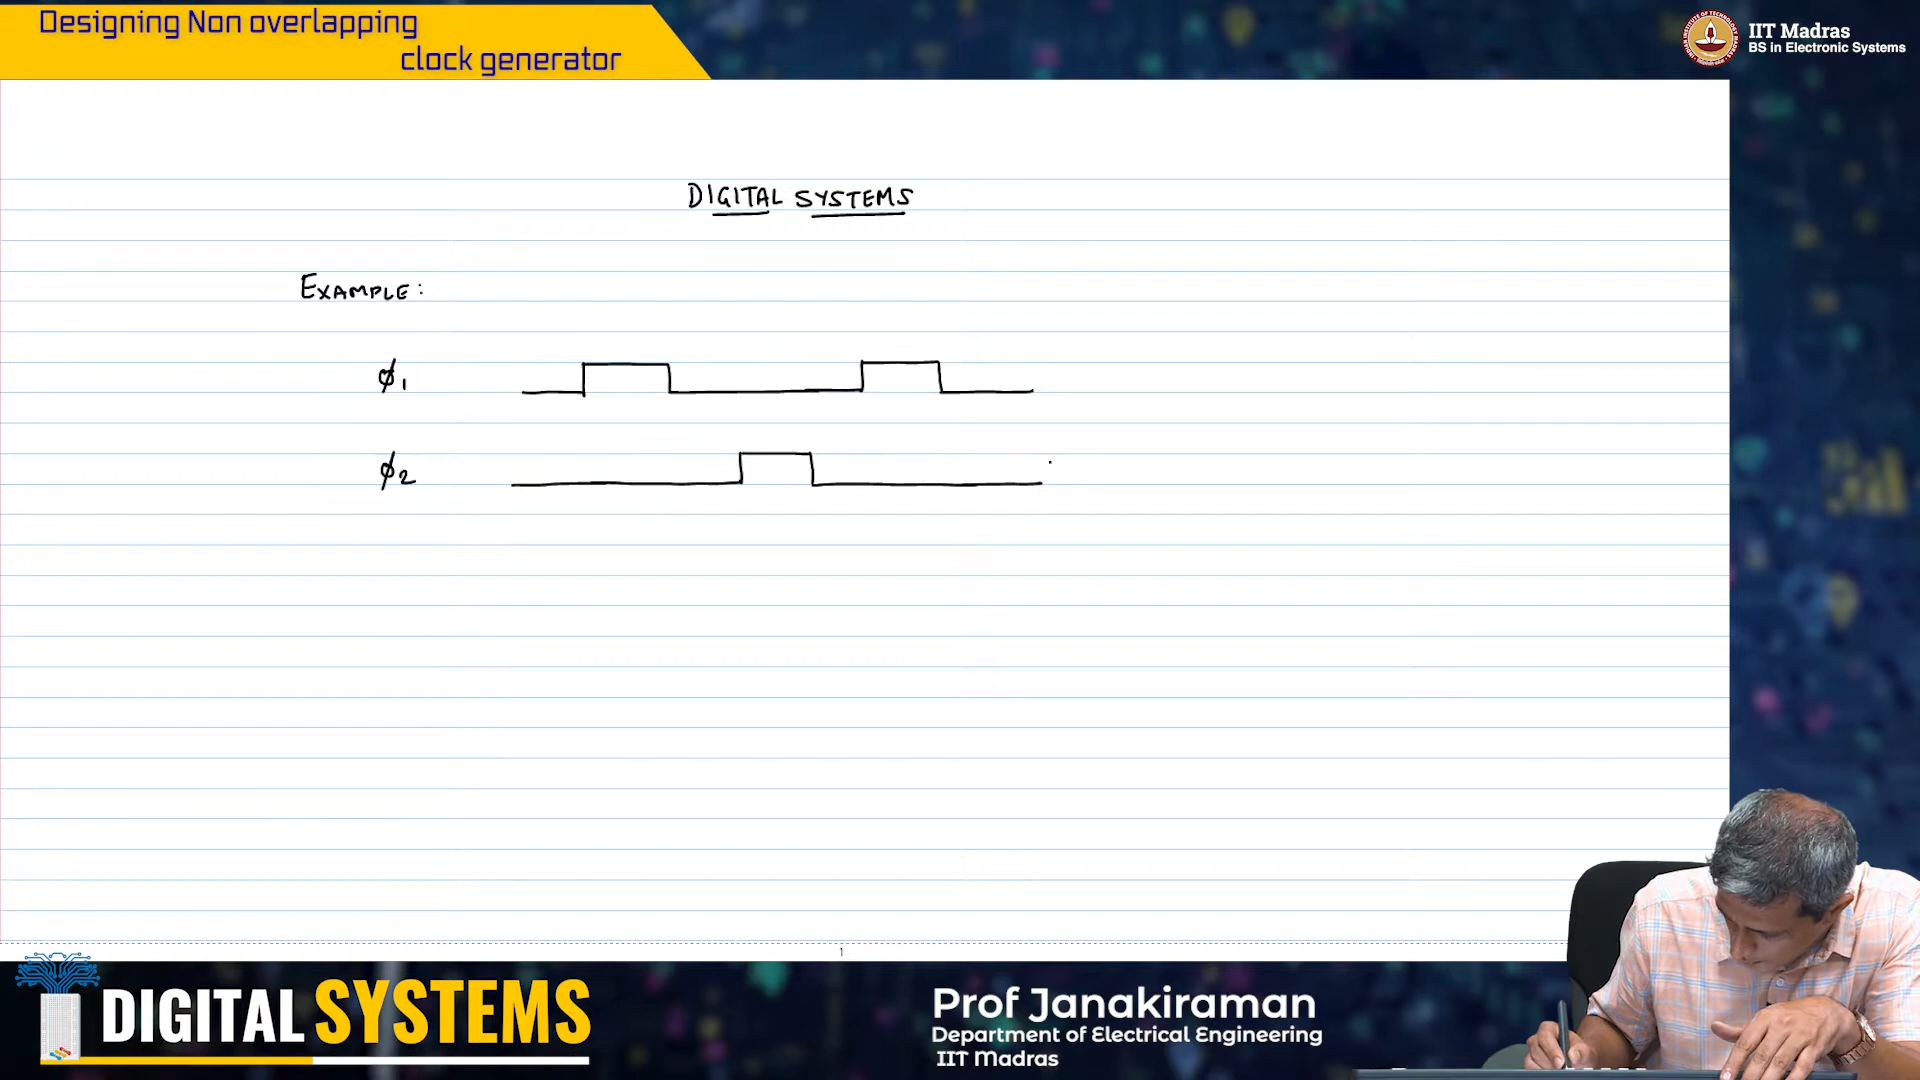 Designing Non overlapping
clock generator
IIT Madras
BS in Electronic Systems
DIGITAL SYSTEMS
EXAMPLE:
ϕ1
ϕ2
1
DIGITAL SYSTEMS
Prof Janakiraman
Department of Electrical Engineering
IIT Madras